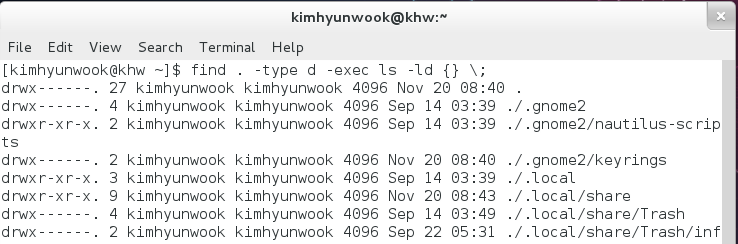 kimhyunwook@khw:~
File Edit View Search Terminal Help
[kimhyunwook@khw ~]$ find . -type d -exec ls -ld {} \;
drwx------. 27 kimhyunwook kimhyunwook 4096 Nov 20 08:40 .
drwx------. 4 kimhyunwook kimhyunwook 4096 Sep 14 03:39 ./.gnome2
drwxr-xr-x. 2 kimhyunwook kimhyunwook 4096 Sep 14 03:39 ./.gnome2/nautilus-scrip
ts
drwx------. 2 kimhyunwook kimhyunwook 4096 Nov 20 08:40 ./.gnome2/keyrings
drwxr-xr-x. 3 kimhyunwook kimhyunwook 4096 Sep 14 03:39 ./.local
drwxr-xr-x. 9 kimhyunwook kimhyunwook 4096 Nov 20 08:43 ./.local/share
drwx------. 4 kimhyunwook kimhyunwook 4096 Sep 14 03:49 ./.local/share/Trash
drwx------. 2 kimhyunwook kimhyunwook 4096 Sep 22 05:31 ./.local/share/Trash/inf